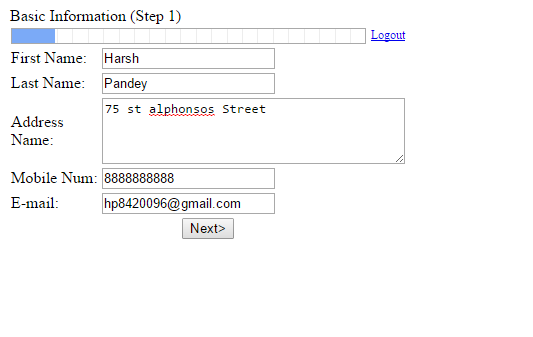 Basic Information (Step 1)
Logout
First Name: Harsh
Last Name: Pandey
75 st alphonsos Street
Address
Name:
Mobile Num: 8888888888
E-mail: hp8420096@gmail.com
Next>